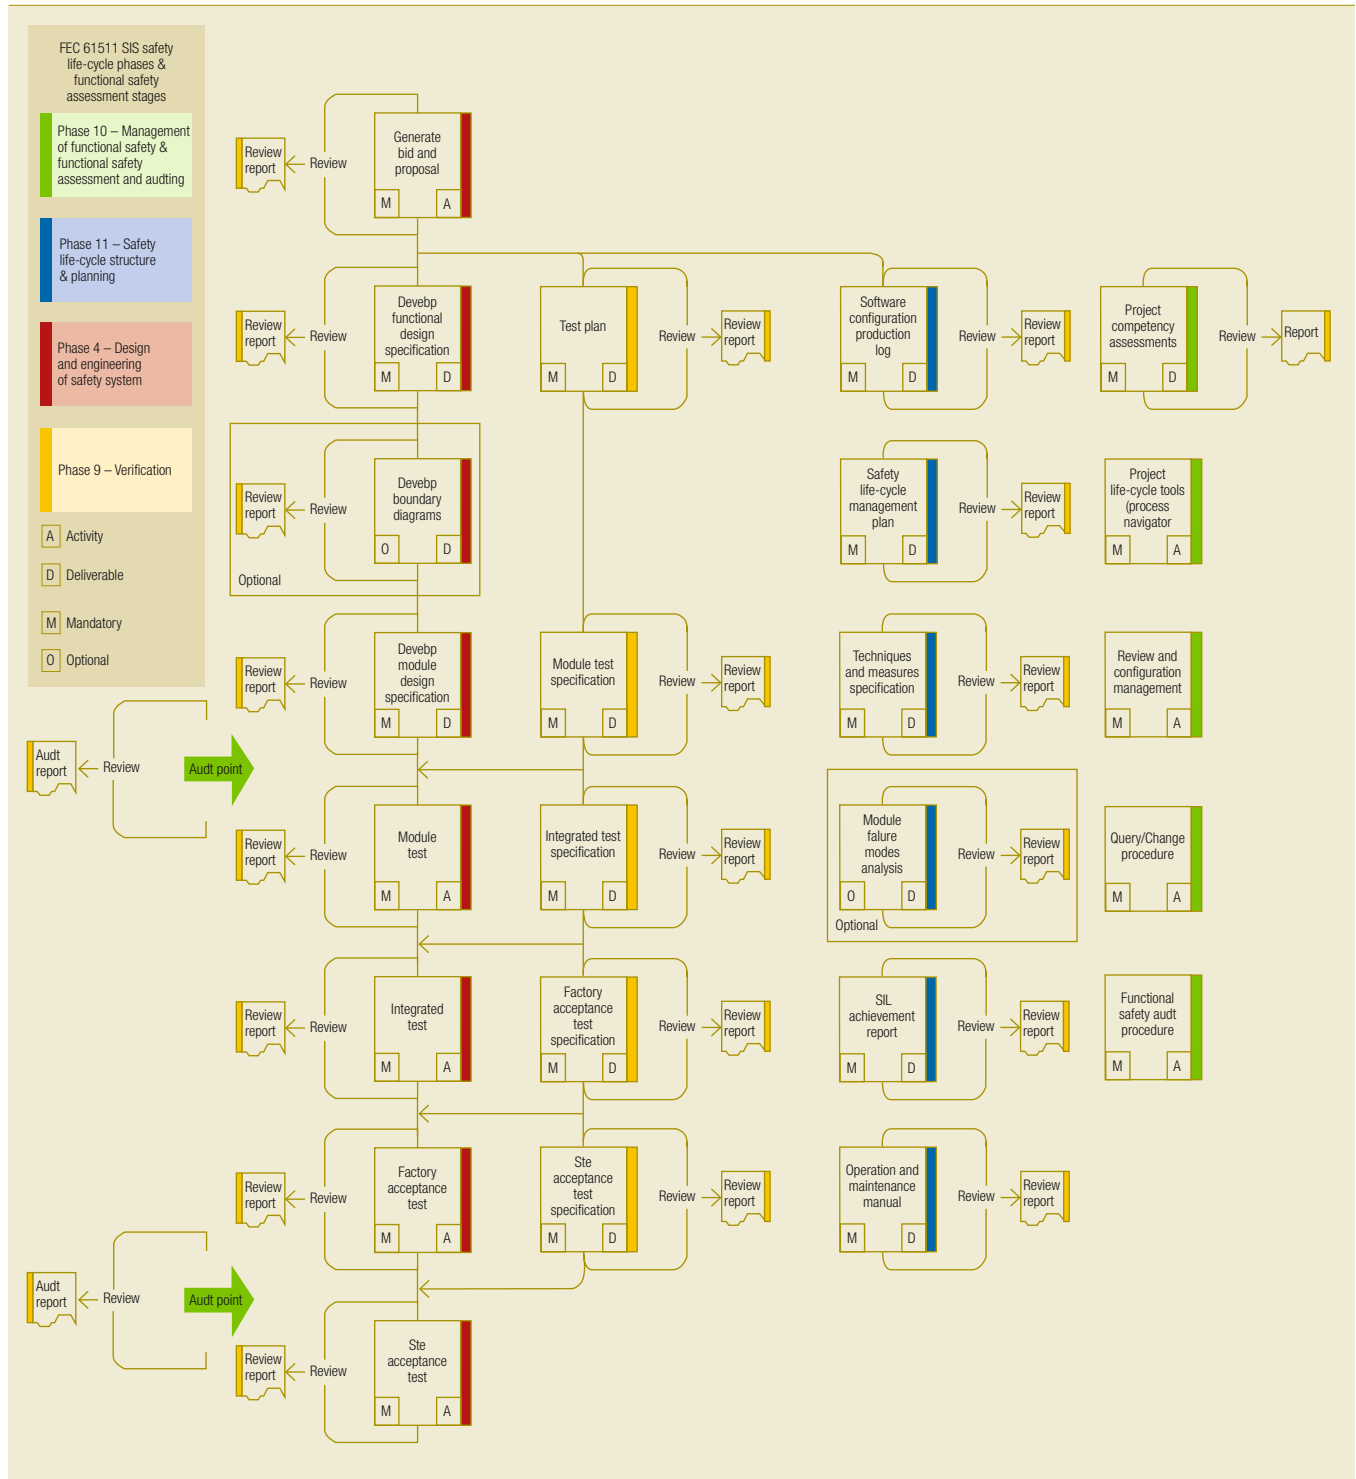 FEC 61511 SIS safety
life-cycle phases &
functional safety
assessment stages
Phase 10 – Management
of functional safety &
functional safety
assessment and audting
Phase 11 – Safety
life-cycle structure
& planning
Phase 4 – Design
and engineering
of safety system
Phase 9 – Verification
A Activity
D Deliverable
M Mandatory
O Optional
Review
report
Review
Generate
bid and
proposal
M A
Review
report
Review
Devebp
functional
design
specification
M D
Test plan
M D
Review
Review
report
Software
configuration
production
log
M D
Review
Review
report
Project
competency
assessments
M D
Review
Report
Review
report
Review
Devebp
boundary
diagrams
O D
Optional
Safety
life-cycle
management
plan
M D
Review
Review
report
Project
life-cycle tools
(process
navigator
M A
Review
report
Review
Devebp
module
design
specification
M D
Module test
specification
M D
Review
Review
report
Techniques
and measures
specification
M D
Review
Review
report
Review and
configuration
management
M A
Audt
report
Review
Audt point
Review
report
Review
Module
test
M A
Integrated test
specification
M D
Review
Review
report
Module
falure
modes
analysis
O D
Optional
Review
Review
report
Query/Change
procedure
M A
Review
report
Review
Integrated
test
M A
Factory
acceptance
test
specification
M D
Review
Review
report
SIL
achievement
report
M D
Review
Review
report
Functional
safety audt
procedure
M A
Review
report
Review
Factory
acceptance
test
M A
Ste
acceptance
test
specification
M D
Review
Review
report
Operation and
maintenance
manual
M D
Review
Review
report
Audt
report
Review
Audt point
Review
report
Review
Ste
acceptance
test
M A